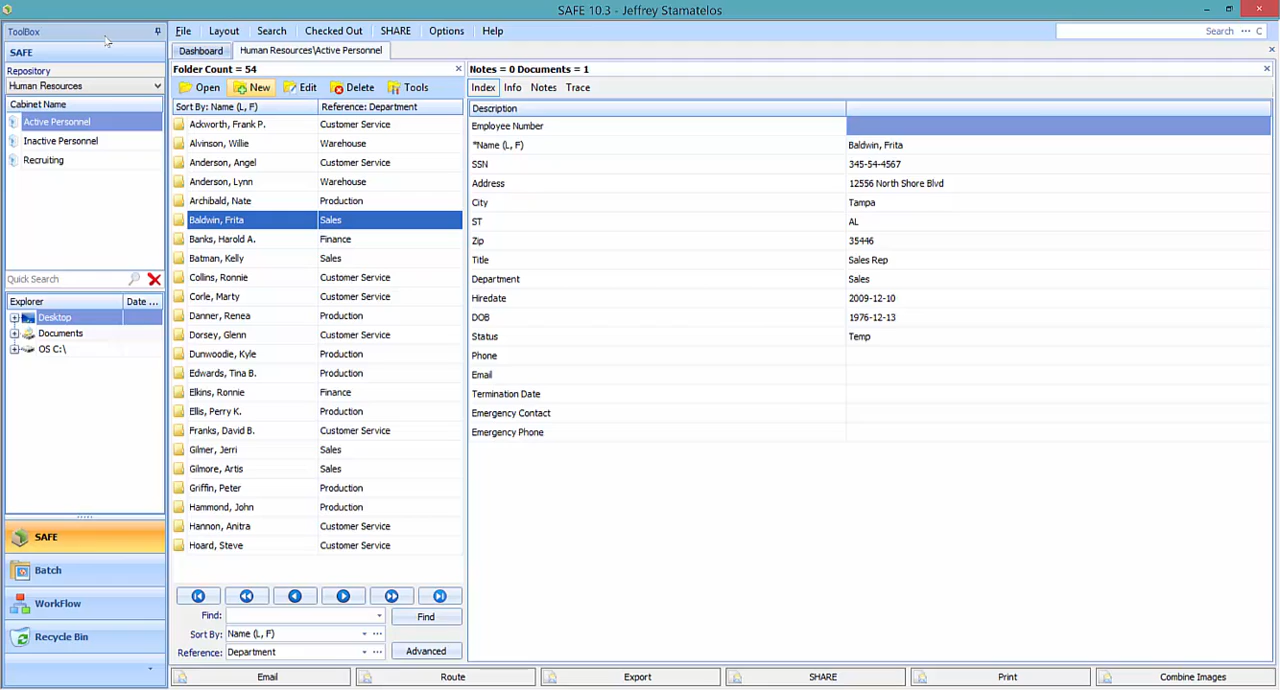 SAFE 10.3 - Jeffrey Stamatelos
ToolBox
File Layout Search Checked Out SHARE Options Help
Search ··· C
SAFE
Repository
Human Resources
Cabinet Name
Active Personnel
Inactive Personnel
Recruiting
Quick Search
Explorer Date ...
Desktop
Documents
OS C:\
SAFE
Batch
WorkFlow
Recycle Bin
Dashboard Human Resources\Active Personnel
Folder Count = 54
Open New Edit Delete Tools
Sort By: Name (L, F) Reference: Department
Ackworth, Frank P. Customer Service
Alvinson, Willie Warehouse
Anderson, Angel Customer Service
Anderson, Lynn Warehouse
Archibald, Nate Production
Baldwin, Frita Sales
Banks, Harold A. Finance
Batman, Kelly Sales
Collins, Ronnie Customer Service
Corle, Marty Customer Service
Danner, Renea Production
Dorsey, Glenn Customer Service
Dunwoodie, Kyle Production
Edwards, Tina B. Production
Elkins, Ronnie Finance
Ellis, Perry K. Production
Franks, David B. Customer Service
Gilmer, Jerri Sales
Gilmore, Artis Sales
Griffin, Peter Production
Hammond, John Production
Hannon, Anitra Customer Service
Hoard, Steve Customer Service
Find: Find
Sort By: Name (L, F) ···
Reference: Department ··· Advanced
Notes = 0 Documents = 1
Index Info Notes Trace
Description
Employee Number
*Name (L, F) Baldwin, Frita
SSN 345-54-4567
Address 12556 North Shore Blvd
City Tampa
ST AL
Zip 35446
Title Sales Rep
Department Sales
Hiredate 2009-12-10
DOB 1976-12-13
Status Temp
Phone
Email
Termination Date
Emergency Contact
Emergency Phone
Email Route Export SHARE Print Combine Images